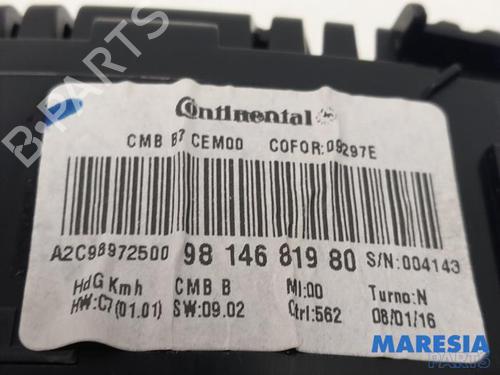 Continental
CMB B7 CEM00 COFOR:09297E
A2C98972500 98 146 819 80 S/N:004143
HdG Kmh CMB B MI:00 Turno:N
HW:C7(01.01) SW:09.02 Ctrl:562 08/01/16
B-PARTS
MARESIA
PARTS